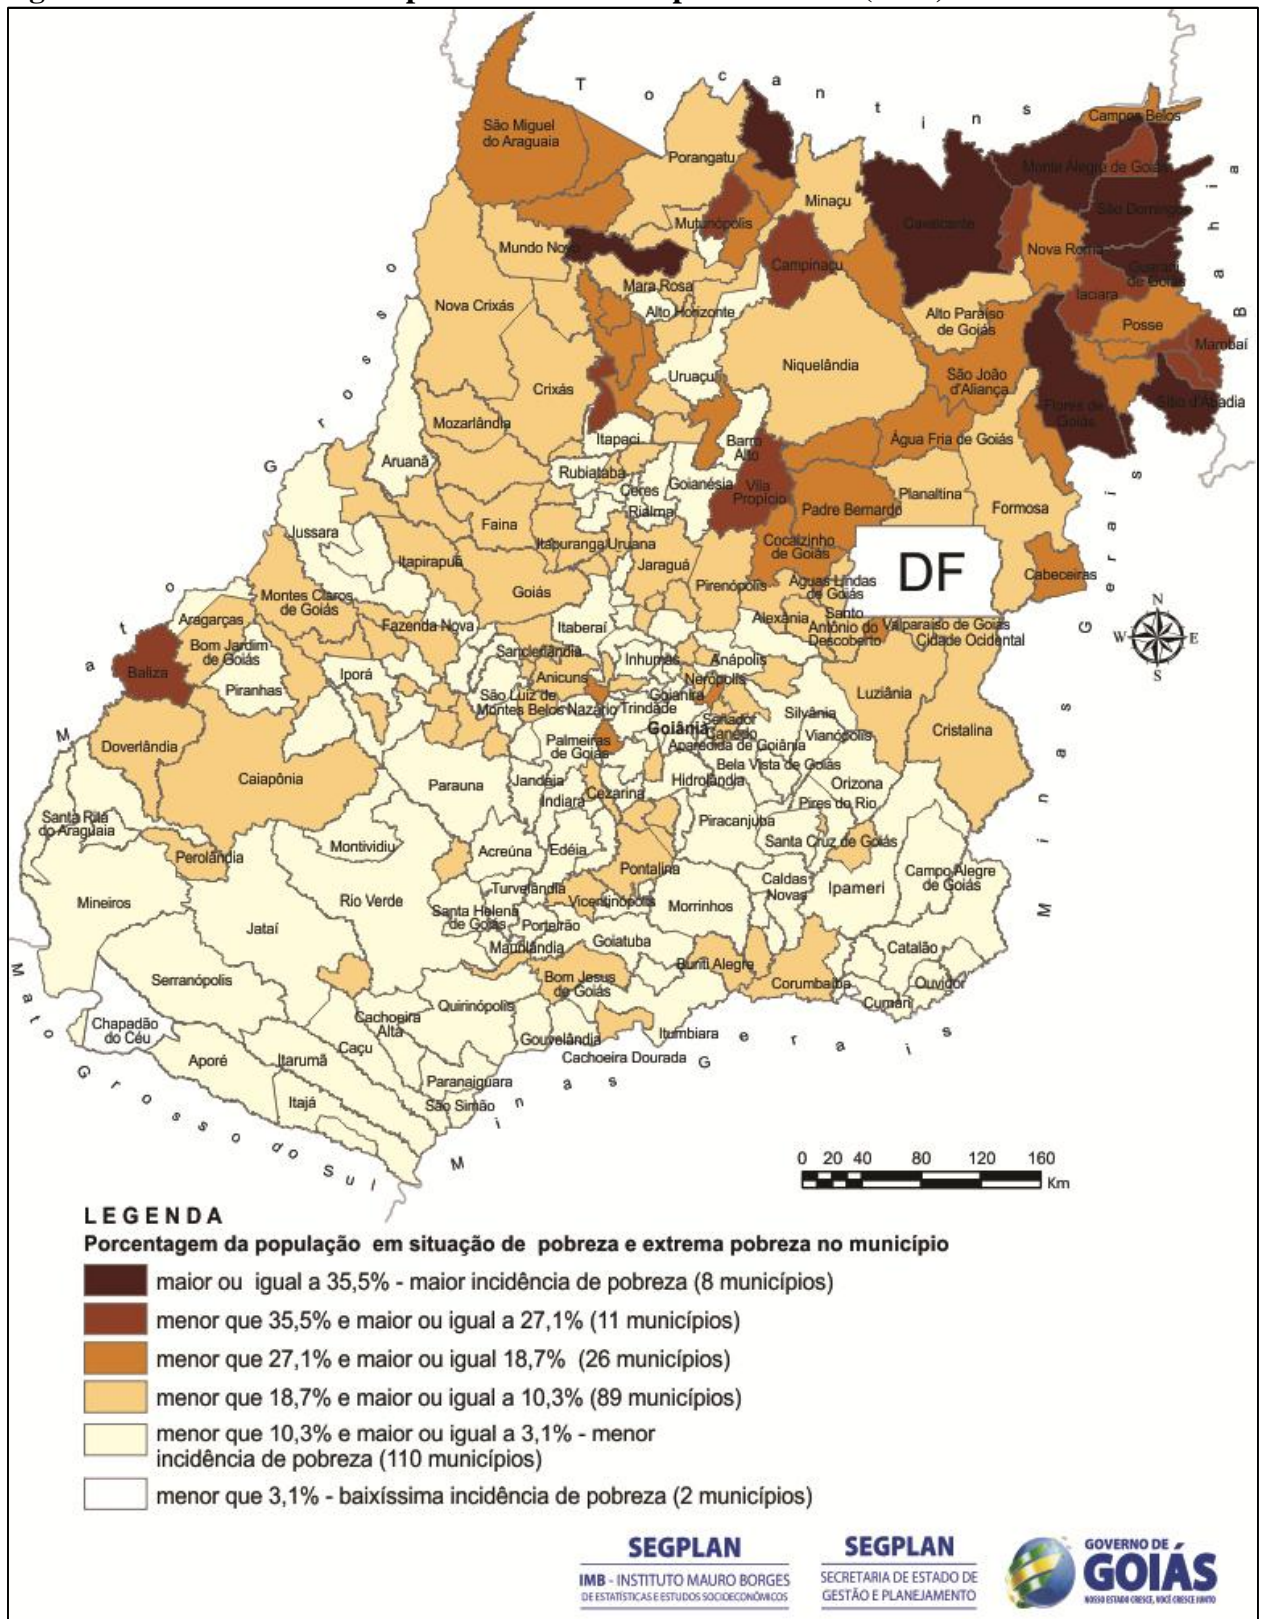 T o c a n t i n s
B a h i a
M a t o G r o s s o
M i n a s G e r a i s
M a t o G r o s s o do S u l
São Miguel
do Araguaia
Porangatu
Campos Belos
Monte Alegre de Goiás
Minaçu
Cavalcante
São Domingos
Mutunópolis
Mundo Novo
Nova Roma
Campinaçu
Guarani
de Goiás
Mara Rosa
Iaciara
Nova Crixás
Alto Horizonte
Alto Paraíso
de Goiás
Posse
Mambaí
Niquelândia
Uruaçu
São João
d'Aliança
Crixás
Flores de
Goiás
Sítio d'Abadia
Mozarlândia
Itapaci
Barro
Alto
Água Fria de Goiás
Aruanã
Rubiataba
Ceres
Goianésia
Vila
Propício
Planaltina
Rialma
Padre Bernardo
Formosa
Faina
Jussara
Itapuranga
Uruana
Cocalzinho
de Goiás
Itapirapuã
Jaraguá
DF
Cabeceiras
Goiás
Pirenópolis
Águas Lindas
de Goiás
Montes Claros
de Goiás
Aragarças
Fazenda Nova
Itaberaí
Alexânia
Santo
Antônio do
Descoberto
Valparaíso de Goiás
Cidade Ocidental
Bom Jardim
de Goiás
Sanclerlândia
Inhumas
Anápolis
Baliza
Iporá
Anicuns
Nerópolis
Piranhas
São Luiz de
Montes Belos
Goianira
Luziânia
Nazário
Trindade
Goiânia
Senador
Canedo
Silvânia
Vianópolis
Cristalina
Doverlândia
Palmeiras
de Goiás
Aparecida de Goiânia
Bela Vista de Goiás
Caiapônia
Parauna
Jandaia
Hidrolândia
Orizona
Indiara
Cezarina
Pires do Rio
Santa Rita
do Araguaia
Piracanjuba
Montividiu
Santa Cruz de Goiás
Perolândia
Acreúna
Edéia
Pontalina
Campo Alegre
de Goiás
Mineiros
Rio Verde
Turvelândia
Caldas
Novas
Ipameri
Vicentinópolis
Morrinhos
Santa Helena
de Goiás
Porteirão
Jataí
Maurilândia
Goiatuba
Catalão
Serranópolis
Bom Jesus
de Goiás
Buriti Alegre
Corumbaíba
Ouvidor
Cumari
Quirinópolis
Chapadão
do Céu
Cachoeira
Alta
Gouvelândia
Itumbiara
Cachoeira Dourada
Aporé
Itarumã
Caçu
Paranaiguara
Itajá
São Simão
N
W E
S
0 20 40 80 120 160
Km
LEGENDA
Porcentagem da população em situação de pobreza e extrema pobreza no município
maior ou igual a 35,5% - maior incidência de pobreza (8 municípios)
menor que 35,5% e maior ou igual a 27,1% (11 municípios)
menor que 27,1% e maior ou igual 18,7% (26 municípios)
menor que 18,7% e maior ou igual a 10,3% (89 municípios)
menor que 10,3% e maior ou igual a 3,1% - menor
incidência de pobreza (110 municípios)
menor que 3,1% - baixíssima incidência de pobreza (2 municípios)
SEGPLAN
IMB - INSTITUTO MAURO BORGES
DE ESTATÍSTICAS E ESTUDOS SOCIOECONÔMICOS
SEGPLAN
SECRETARIA DE ESTADO DE
GESTÃO E PLANEJAMENTO
GOVERNO DE
GOIÁS
NOSSO ESTADO CRESCE, VOCÊ CRESCE JUNTO